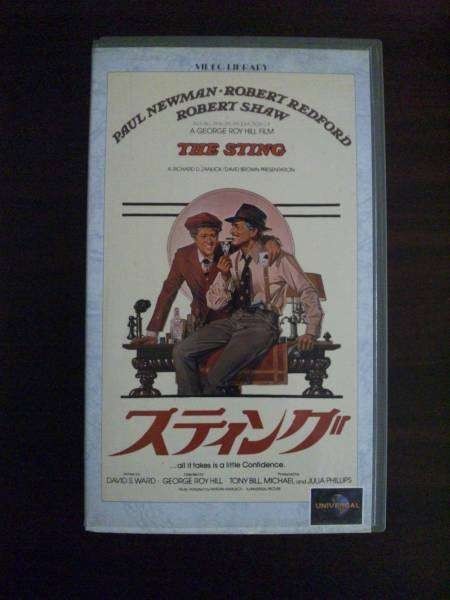 VIDEO LIBRARY
PAUL NEWMAN · ROBERT REDFORD
ROBERT SHAW
A GEORGE ROY HILL FILM
THE STING
A RICHARD D. ZANUCK/DAVID BROWN PRESENTATION
スティング
...all it takes is a little Confidence.
DAVID S. WARD GEORGE ROY HILL TONY BILL, MICHAEL and JULIA PHILLIPS
UNIVERSAL